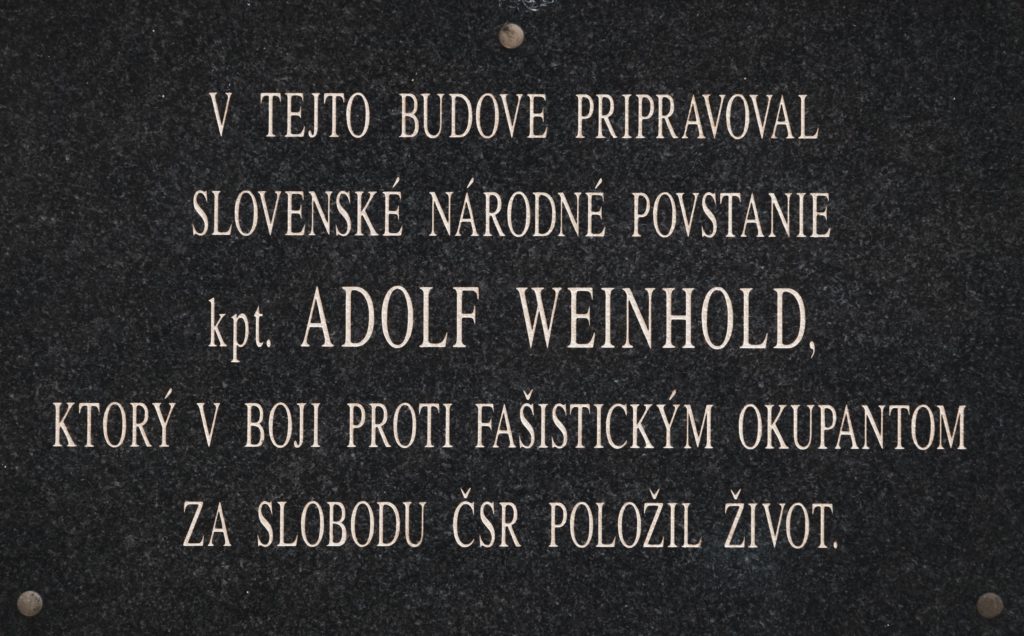 V TEJTO BUDOVE PRIPRAVOVAL
SLOVENSKÉ NÁRODNÉ POVSTANIE
kpt. ADOLF WEINHOLD,
KTORÝ V BOJI PROTI FAŠISTICKÝM OKUPANTOM
ZA SLOBODU ČSR POLOŽIL ŽIVOT.